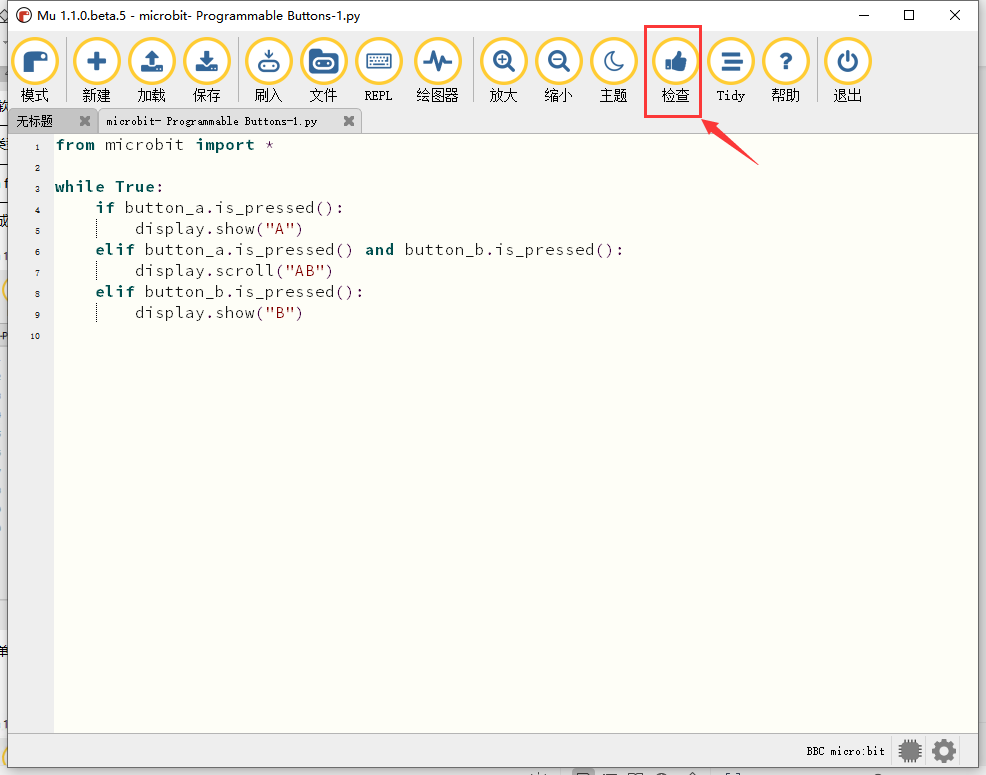 Mu 1.1.0.beta.5 - microbit- Programmable Buttons-1.py
模式 新建 加载 保存 刷入 文件 REPL 绘图器 放大 缩小 主题 检查 Tidy 帮助 退出
无标题 microbit- Programmable Buttons-1.py
1 from microbit import *
2
3 while True:
4 if button_a.is_pressed():
5 display.show("A")
6 elif button_a.is_pressed() and button_b.is_pressed():
7 display.scroll("AB")
8 elif button_b.is_pressed():
9 display.show("B")
10
BBC micro:bit